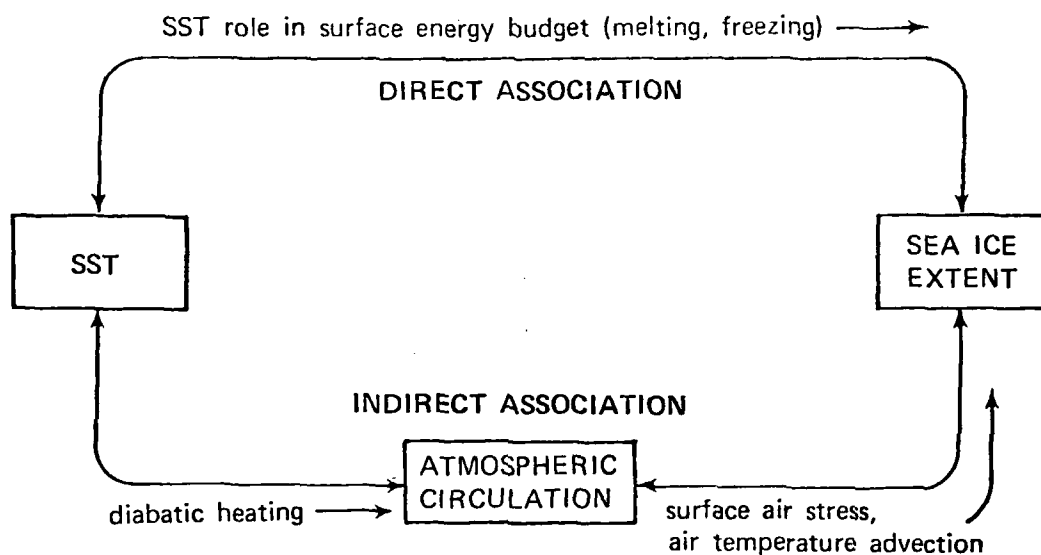 SST role in surface energy budget (melting, freezing)
DIRECT ASSOCIATION
SST
SEA ICE
EXTENT
INDIRECT ASSOCIATION
ATMOSPHERIC
CIRCULATION
diabatic heating
surface air stress,
air temperature advection